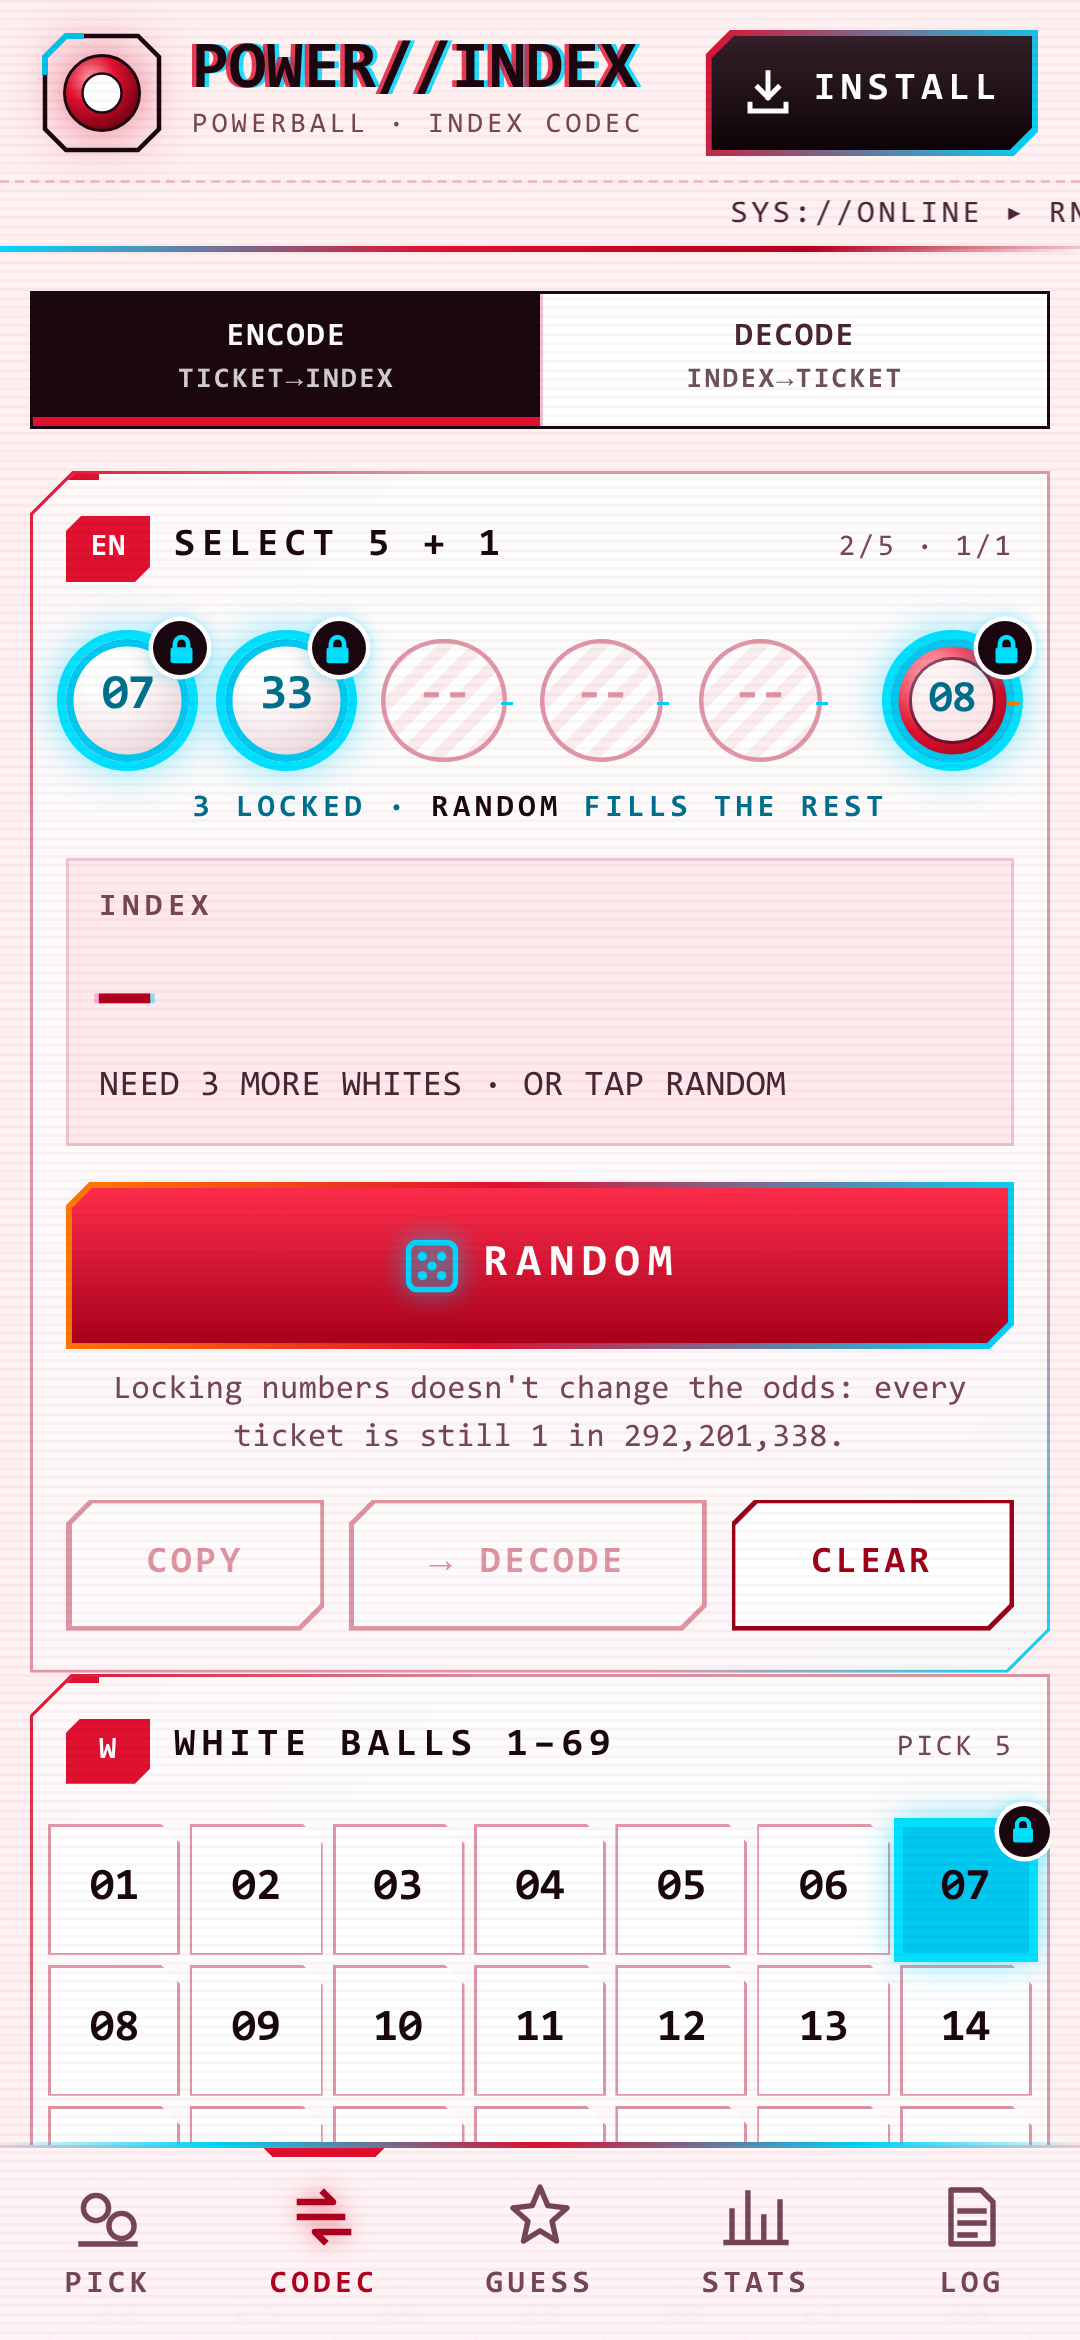 POWER//INDEX
POWERBALL · INDEX CODEC
INSTALL
SYS://ONLINE ▸ RN
ENCODE
TICKET→INDEX
DECODE
INDEX→TICKET
EN SELECT 5 + 1 2/5 · 1/1
07 33 -- -- -- 08
3 LOCKED · RANDOM FILLS THE REST
INDEX
—
NEED 3 MORE WHITES · OR TAP RANDOM
RANDOM
Locking numbers doesn't change the odds: every
ticket is still 1 in 292,201,338.
COPY → DECODE CLEAR
W WHITE BALLS 1–69 PICK 5
01 02 03 04 05 06 07
08 09 10 11 12 13 14
PICK CODEC GUESS STATS LOG